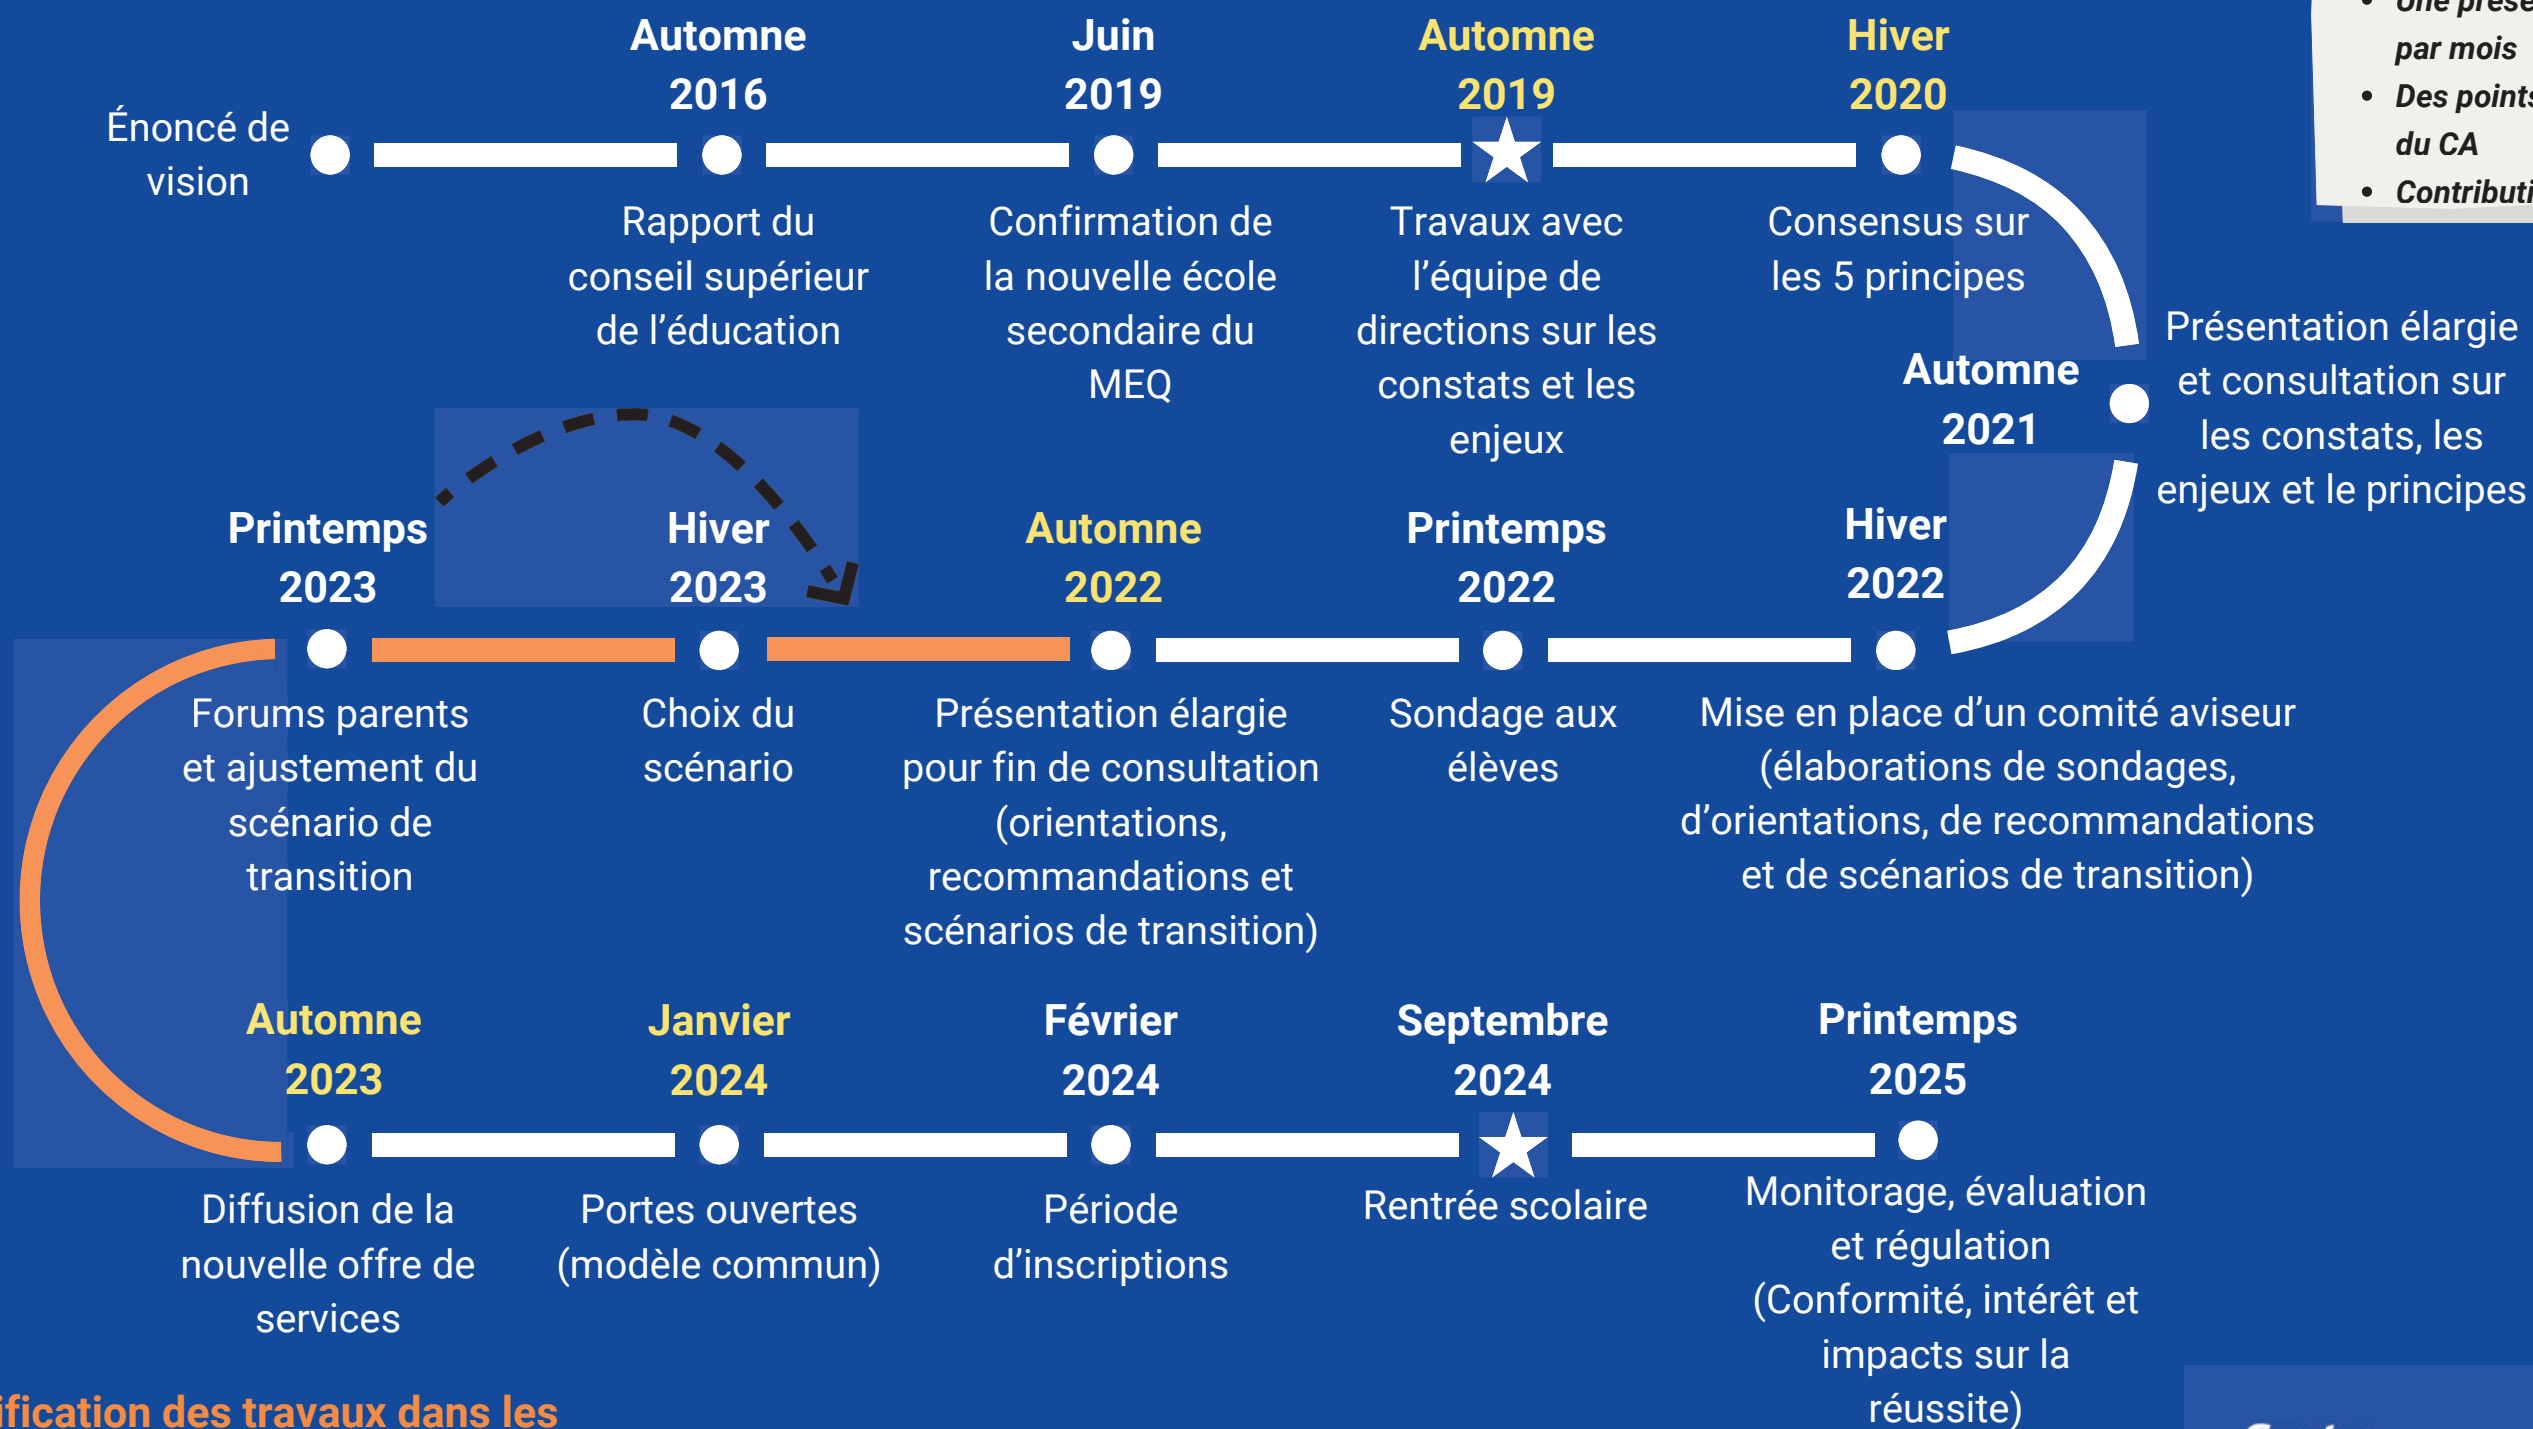 Une
par mois
Des points
du CA
Énoncé de
vision
Automne
2016
Rapport du
conseil supérieur
de l'éducation
Juin
2019
Confirmation de
la nouvelle école
secondaire du
MEQ
Automne
2019
Travaux avec
l'équipe de
directions sur les
constats et les
enjeux
Hiver
2020
Consensus sur
les 5 principes
Automne
2021
Présentation élargie
et consultation sur
les constats, les
enjeux et le principes
Hiver
2022
Mise en place d'un comité aviseur
(élaborations de sondages,
d'orientations, de recommandations
et de scénarios de transition)
Printemps
2022
Sondage aux
élèves
Automne
2022
Présentation élargie
pour fin de consultation
(orientations,
recommandations et
scénarios de transition)
Hiver
2023
Choix du
scénario
Printemps
2023
Forums parents
et ajustement du
scénario de
transition
Automne
2023
Diffusion de la
nouvelle offre de
services
Janvier
2024
Portes ouvertes
(modèle commun)
Février
2024
Période
d'inscriptions
Septembre
2024
Rentrée scolaire
Printemps
2025
Monitorage, évaluation
et régulation
(Conformité, intérêt et
impacts sur la
réussite)
des travaux dans les